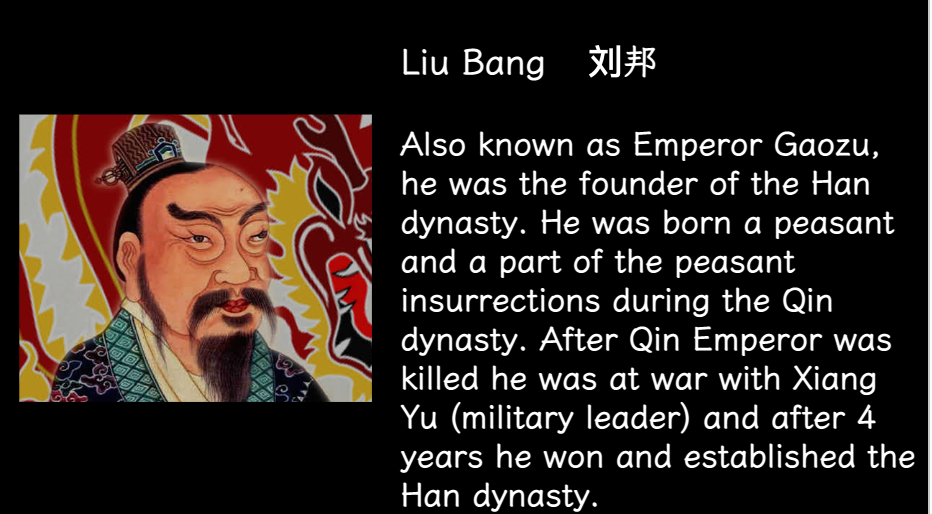 Liu Bang 刘邦
Also known as Emperor Gaozu,
he was the founder of the Han
dynasty. He was born a peasant
and a part of the peasant
insurrections during the Qin
dynasty. After Qin Emperor was
killed he was at war with Xiang
Yu (military leader) and after 4
years he won and established the
Han dynasty.